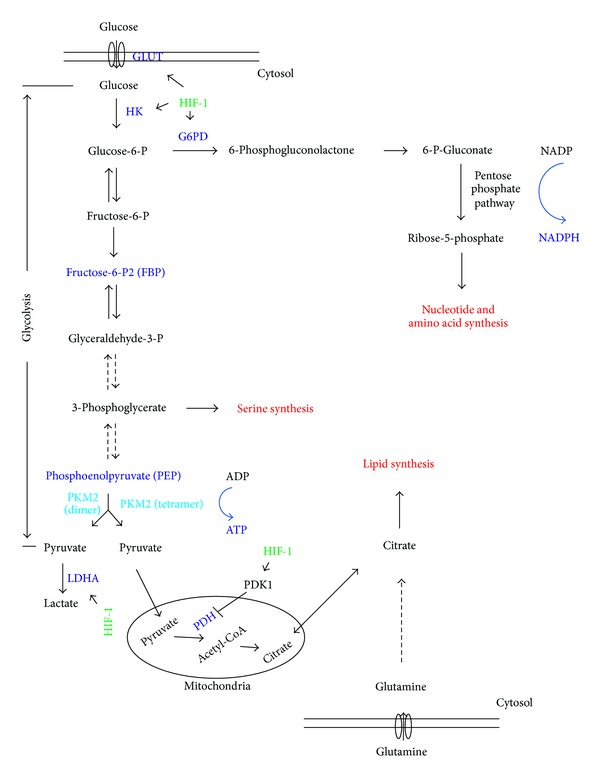 Glucose
GLUT
Cytosol
Glucose
HIF-1
HK
G6PD
Glucose-6-P
6-Phosphogluconolactone
6-P-Gluconate
NADP
Pentose
phosphate
pathway
Fructose-6-P
Ribose-5-phosphate
NADPH
Fructose-6-P2 (FBP)
Glycolysis
Nucleotide and
amino acid synthesis
Glyceraldehyde-3-P
3-Phosphoglycerate
Serine synthesis
Phosphoenolpyruvate (PEP)
ADP
Lipid synthesis
PKM2
(dimer)
PKM2 (tetramer)
ATP
Pyruvate
Pyruvate
HIF-1
Citrate
LDHA
PDK1
Lactate
HIF-1
Pyruvate
PDH
Acetyl-CoA
Citrate
Mitochondria
Glutamine
Cytosol
Glutamine